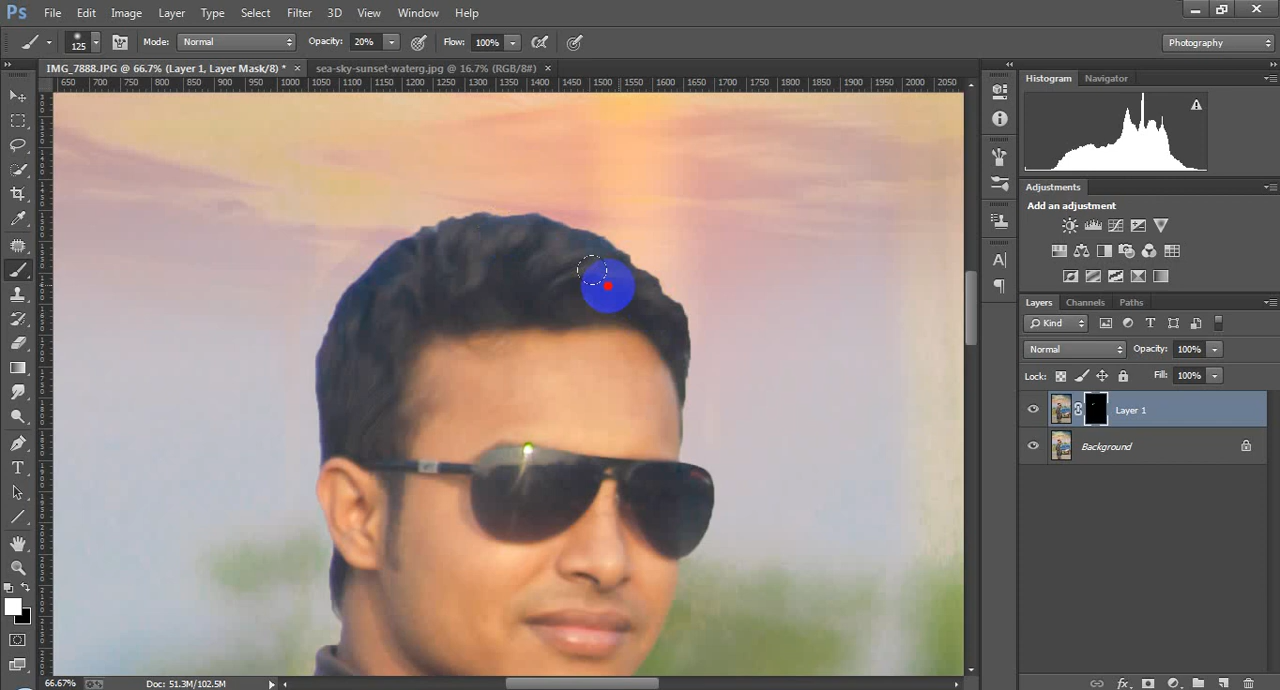 Ps File Edit Image Layer Type Select Filter 3D View Window Help
125 Mode: Normal Opacity: 20% Flow: 100% Photography
IMG_7888.JPG @ 66.7% (Layer 1, Layer Mask/8) * × sea-sky-sunset-waterg.jpg @ 16.7% (RGB/8#) ×
650 700 750 800 850 900 950 1000 1050 1100 1150 1200 1250 1300 1350 1400 1450 1500 1550 1600 1650 1700 1750 1800 1850 1900 1950 2000 2050
Histogram Navigator
Adjustments
Add an adjustment
Layers Channels Paths
Kind
Normal Opacity: 100%
Lock: Fill: 100%
Layer 1
Background
66.67% Doc: 51.3M/102.5M